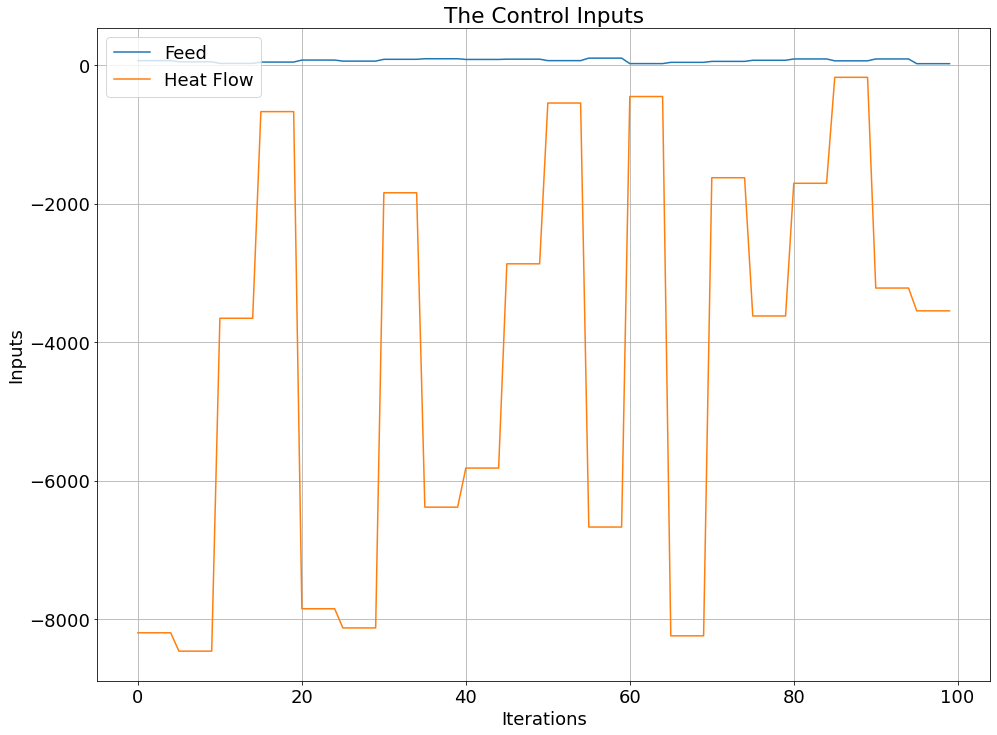 The Control Inputs
Feed
Heat Flow
0
−2000
−4000
−6000
−8000
Inputs
0 20 40 60 80 100
Iterations